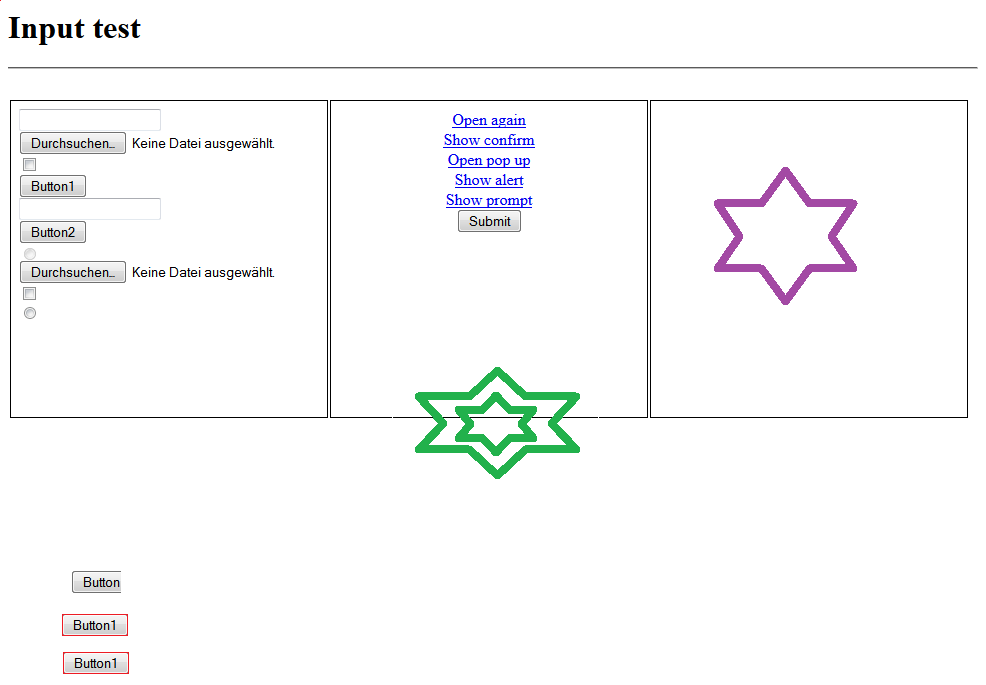 Input test
Durchsuchen... Keine Datei ausgewählt.
Button1
Button2
Durchsuchen... Keine Datei ausgewählt.
Open again
Show confirm
Open pop up
Show alert
Show prompt
Submit
Button
Button1
Button1